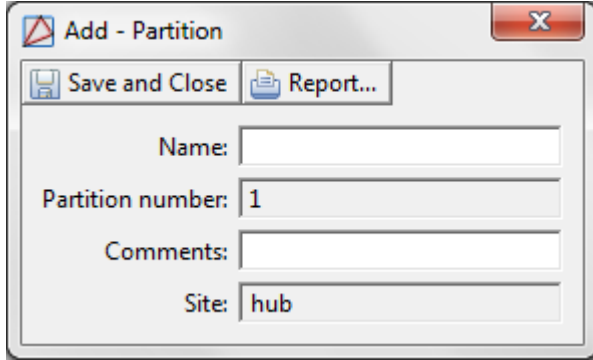 Add - Partition
Save and Close Report...
Name:
Partition number: 1
Comments:
Site: hub